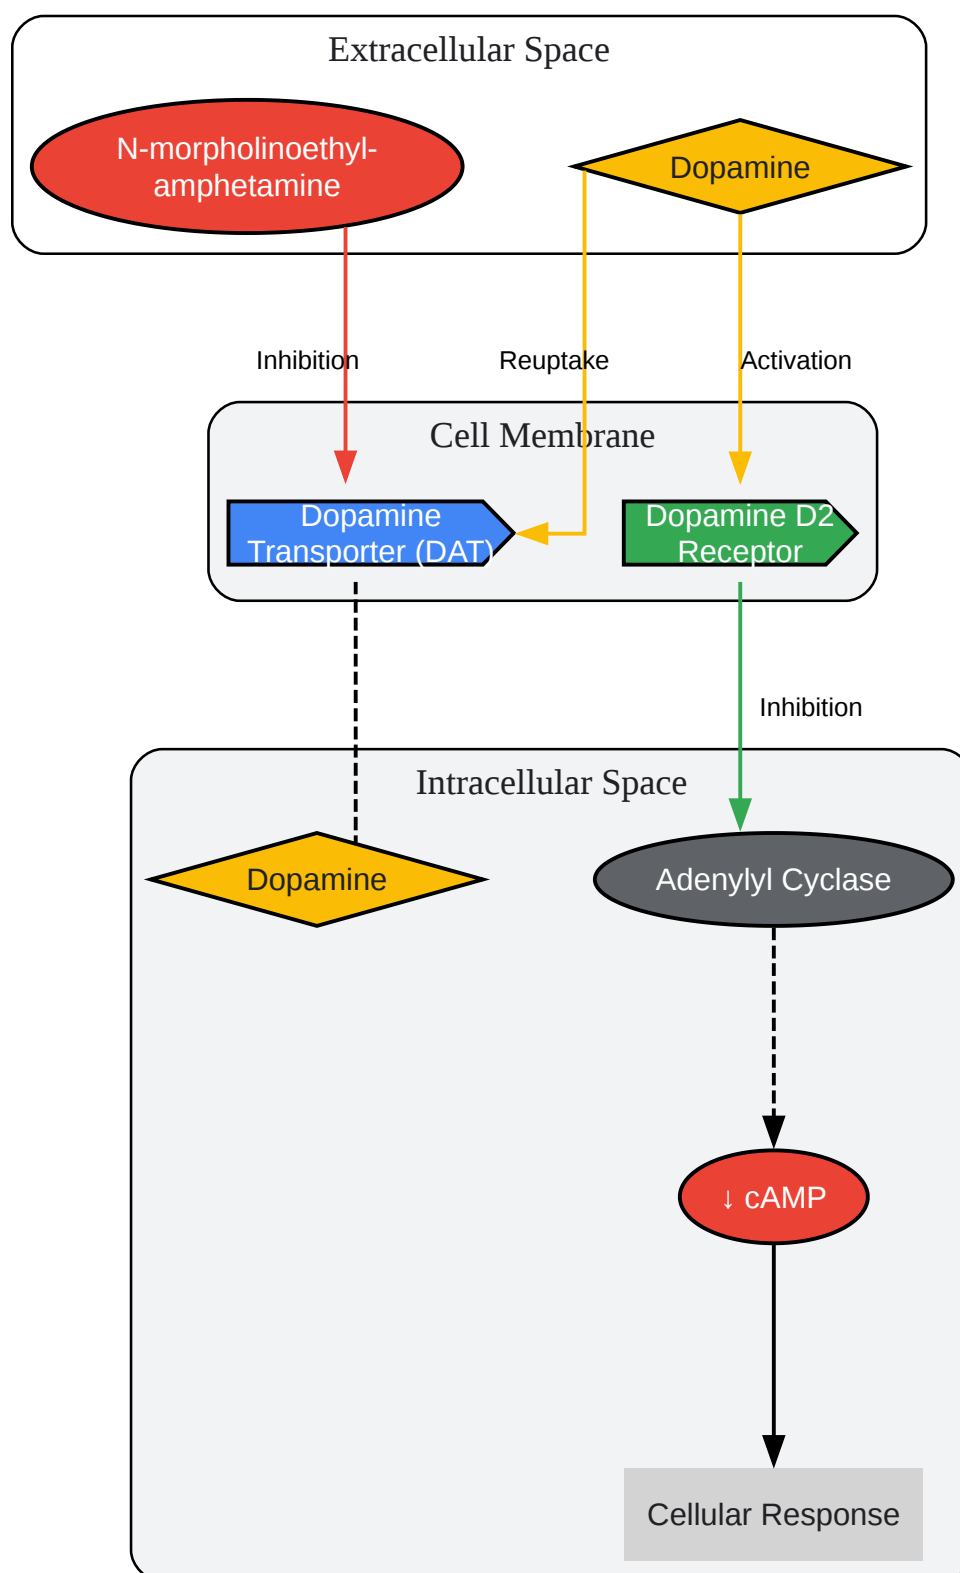 Extracellular Space
N-morpholinoethyl-
amphetamine
Dopamine
Inhibition
Reuptake
Activation
Cell Membrane
Dopamine
Transporter (DAT)
Dopamine D2
Receptor
Inhibition
Intracellular Space
Dopamine
Adenylyl Cyclase
↓ cAMP
Cellular Response